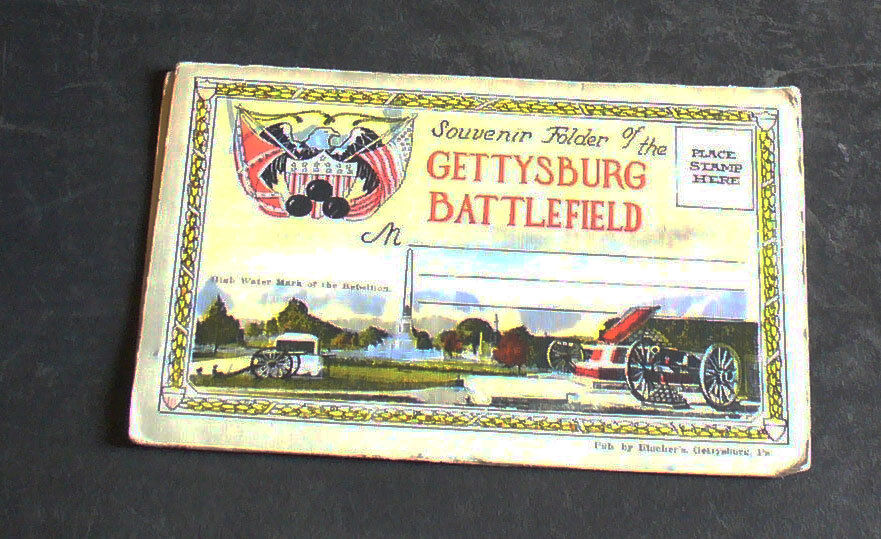 Souvenir Folder of the
GETTYSBURG
BATTLEFIELD
PLACE
STAMP
HERE
M
High Water Mark of the Rebellion.
Pub. by Blocher's, Gettysburg, Pa.